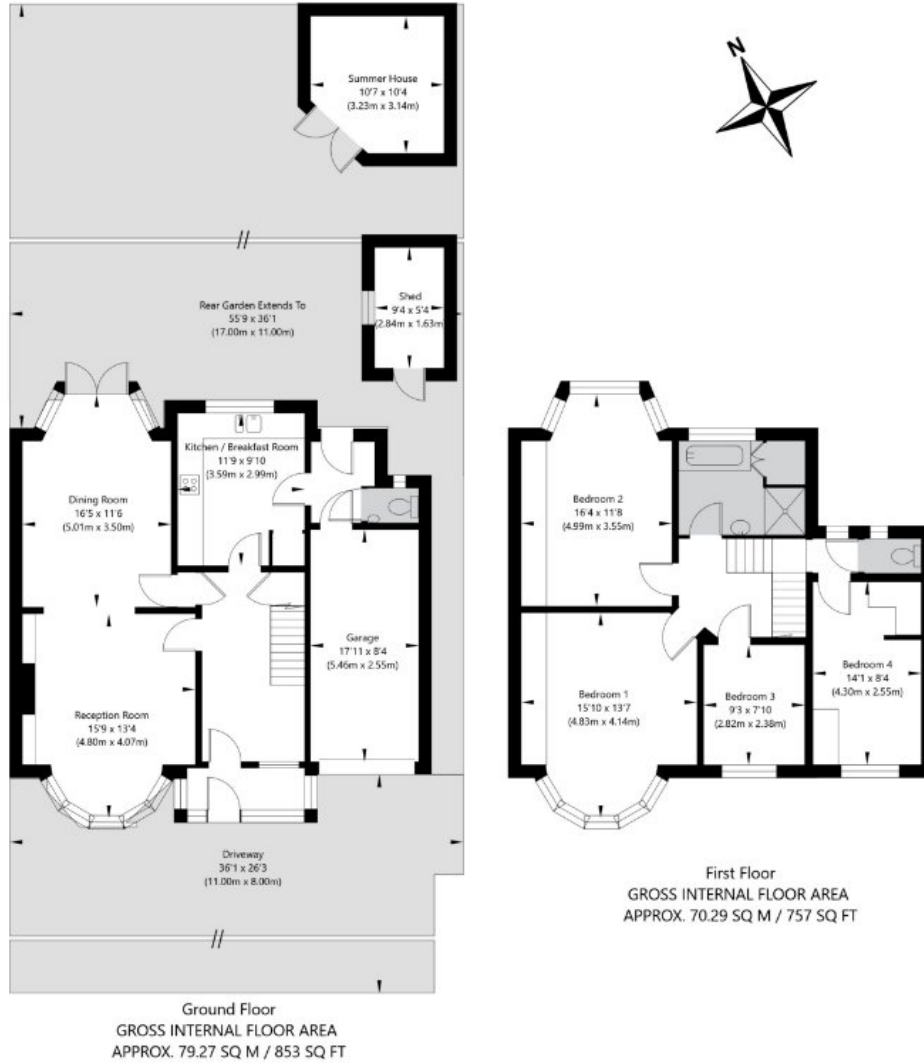 Summer House
10'7 x 10'4
(3.23m x 3.14m)
N
Rear Garden Extends To
55'9 x 36'1
(17.00m x 11.00m)
Shed
9'4 x 5'4
(2.84m x 1.63m)
Kitchen / Breakfast Room
11'9 x 9'10
(3.59m x 2.99m)
Dining Room
16'5 x 11'6
(5.01m x 3.50m)
Garage
17'11 x 8'4
(5.46m x 2.55m)
Reception Room
15'9 x 13'4
(4.80m x 4.07m)
Driveway
36'1 x 26'3
(11.00m x 8.00m)
Ground Floor
GROSS INTERNAL FLOOR AREA
APPROX. 79.27 SQ M / 853 SQ FT
Bedroom 2
16'4 x 11'8
(4.99m x 3.55m)
Bedroom 1
15'10 x 13'7
(4.83m x 4.14m)
Bedroom 3
9'3 x 7'10
(2.82m x 2.38m)
Bedroom 4
14'1 x 8'4
(4.30m x 2.55m)
First Floor
GROSS INTERNAL FLOOR AREA
APPROX. 70.29 SQ M / 757 SQ FT